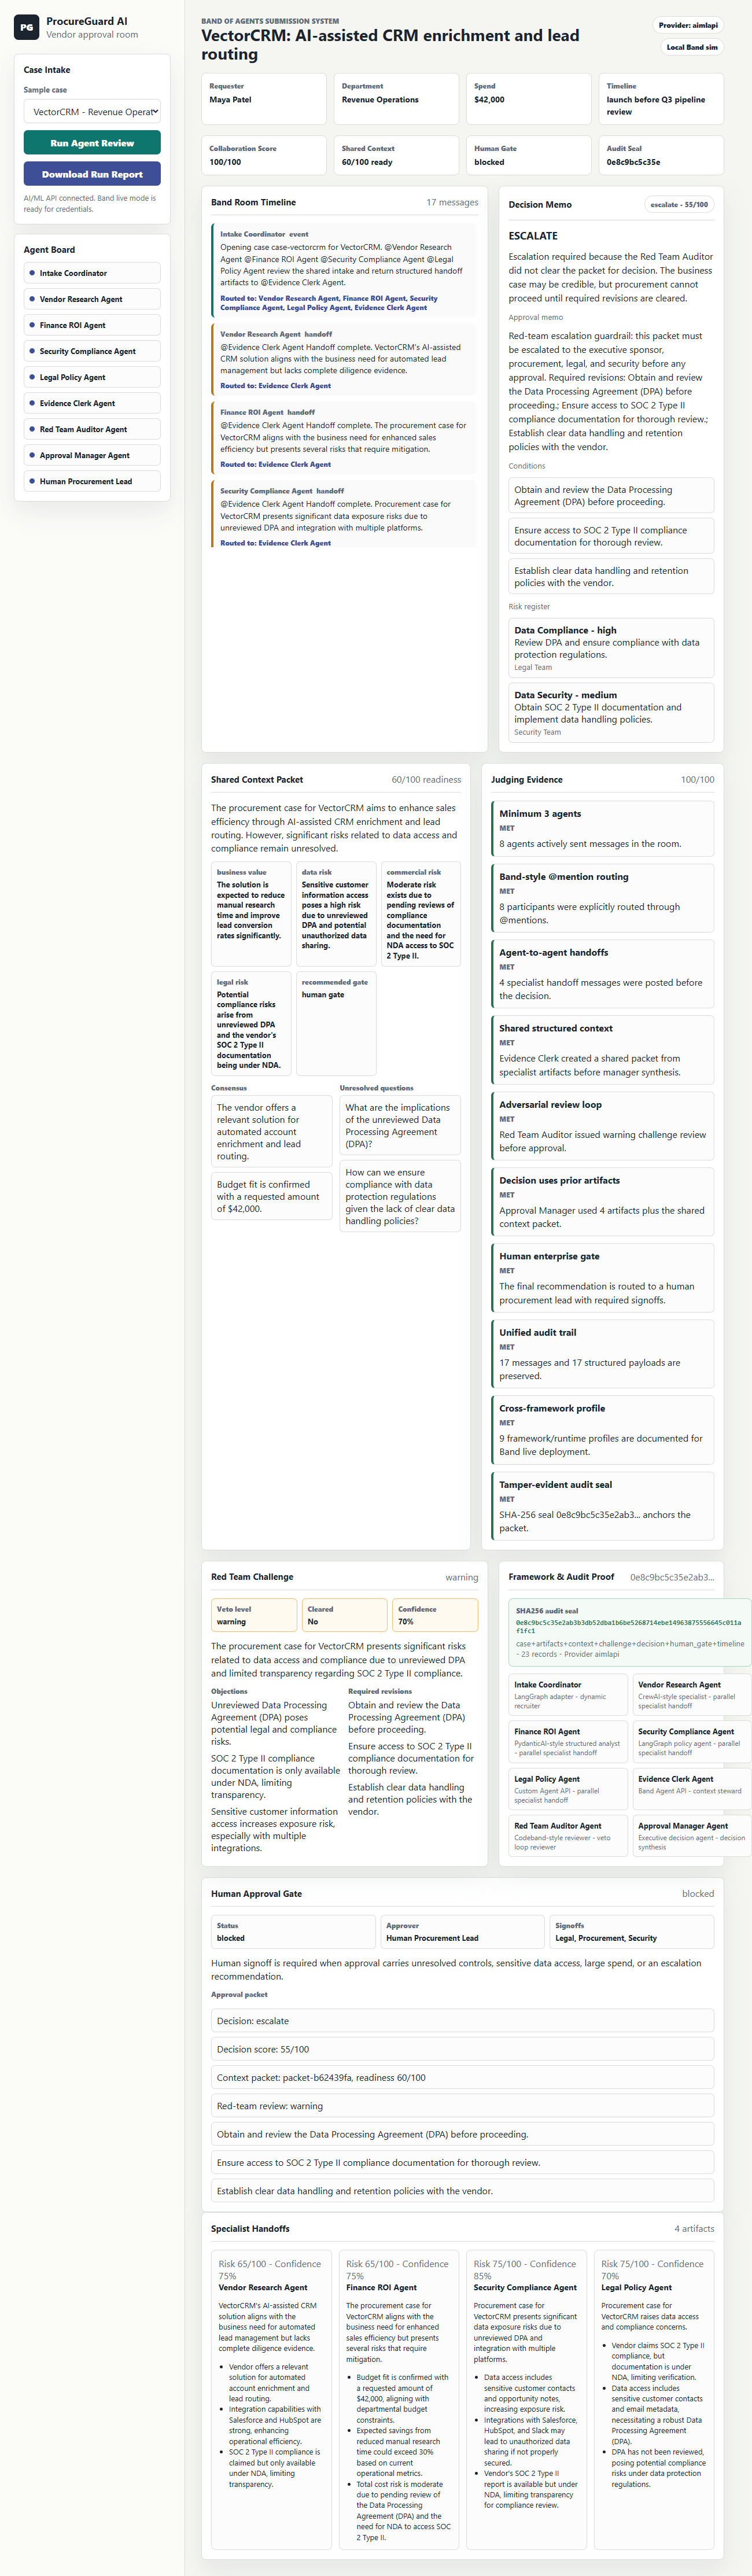 PG
ProcureGuard AI
Vendor approval room
Case Intake
Sample case
VectorCRM - Revenue Operat
Run Agent Review
Download Run Report
AI/ML API connected. Band live mode is
ready for credentials.
Agent Board
Intake Coordinator
Vendor Research Agent
Finance ROI Agent
Security Compliance Agent
Legal Policy Agent
Evidence Clerk Agent
Red Team Auditor Agent
Approval Manager Agent
Human Procurement Lead
BAND OF AGENTS SUBMISSION SYSTEM
VectorCRM: AI-assisted CRM enrichment and lead
routing
Provider: aimlapi
Local Band sim
Requester
Maya Patel
Department
Revenue Operations
Spend
$42,000
Timeline
launch before Q3 pipeline
review
Collaboration Score
100/100
Shared Context
60/100 ready
Human Gate
blocked
Audit Seal
0e8c9bc5c35e
Band Room Timeline
17 messages
Intake Coordinator event
Opening case case-vectorcrm for VectorCRM. @Vendor Research
Agent @Finance ROI Agent @Security Compliance Agent @Legal
Policy Agent review the shared intake and return structured handoff
artifacts to @Evidence Clerk Agent.
Routed to: Vendor Research Agent, Finance ROI Agent, Security
Compliance Agent, Legal Policy Agent, Evidence Clerk Agent
Vendor Research Agent handoff
@Evidence Clerk Agent Handoff complete. VectorCRM's AI-assisted
CRM solution aligns with the business need for automated lead
management but lacks complete diligence evidence.
Routed to: Evidence Clerk Agent
Finance ROI Agent handoff
@Evidence Clerk Agent Handoff complete. The procurement case for
VectorCRM aligns with the business need for enhanced sales
efficiency but presents several risks that require mitigation.
Routed to: Evidence Clerk Agent
Security Compliance Agent handoff
@Evidence Clerk Agent Handoff complete. Procurement case for
VectorCRM presents significant data exposure risks due to
unreviewed DPA and integration with multiple platforms.
Routed to: Evidence Clerk Agent
Decision Memo
escalate - 55/100
ESCALATE
Escalation required because the Red Team Auditor
did not clear the packet for decision. The business
case may be credible, but procurement cannot
proceed until required revisions are cleared.
Approval memo
Red-team escalation guardrail: this packet must
be escalated to the executive sponsor,
procurement, legal, and security before any
approval. Required revisions: Obtain and review
the Data Processing Agreement (DPA) before
proceeding.; Ensure access to SOC 2 Type II
compliance documentation for thorough review.;
Establish clear data handling and retention
policies with the vendor.
Conditions
Obtain and review the Data Processing
Agreement (DPA) before proceeding.
Ensure access to SOC 2 Type II compliance
documentation for thorough review.
Establish clear data handling and retention
policies with the vendor.
Risk register
Data Compliance - high
Review DPA and ensure compliance with data
protection regulations.
Legal Team
Data Security - medium
Obtain SOC 2 Type II documentation and
implement data handling policies.
Security Team
Shared Context Packet
60/100 readiness
The procurement case for VectorCRM aims to enhance sales
efficiency through AI-assisted CRM enrichment and lead
routing. However, significant risks related to data access and
compliance remain unresolved.
business value
The solution is
expected to reduce
manual research
time and improve
lead conversion
rates significantly.
data risk
Sensitive customer
information access
poses a high risk
due to unreviewed
DPA and potential
unauthorized data
sharing.
commercial risk
Moderate risk
exists due to
pending reviews of
compliance
documentation
and the need for
NDA access to SOC
2 Type II.
legal risk
Potential
compliance risks
arise from
unreviewed DPA
and the vendor's
SOC 2 Type II
documentation
being under NDA.
recommended gate
human gate
Consensus
The vendor offers a
relevant solution for
automated account
enrichment and lead
routing.
Budget fit is confirmed
with a requested amount
of $42,000.
Unresolved questions
What are the implications
of the unreviewed Data
Processing Agreement
(DPA)?
How can we ensure
compliance with data
protection regulations
given the lack of clear data
handling policies?
Judging Evidence
100/100
Minimum 3 agents
MET
8 agents actively sent messages in the room.
Band-style @mention routing
MET
8 participants were explicitly routed through
@mentions.
Agent-to-agent handoffs
MET
4 specialist handoff messages were posted before
the decision.
Shared structured context
MET
Evidence Clerk created a shared packet from
specialist artifacts before manager synthesis.
Adversarial review loop
MET
Red Team Auditor issued warning challenge review
before approval.
Decision uses prior artifacts
MET
Approval Manager used 4 artifacts plus the shared
context packet.
Human enterprise gate
MET
The final recommendation is routed to a human
procurement lead with required signoffs.
Unified audit trail
MET
17 messages and 17 structured payloads are
preserved.
Cross-framework profile
MET
9 framework/runtime profiles are documented for
Band live deployment.
Tamper-evident audit seal
MET
SHA-256 seal 0e8c9bc5c35e2ab3... anchors the
packet.
Red Team Challenge
warning
Veto level
warning
Cleared
No
Confidence
70%
The procurement case for VectorCRM presents significant risks
related to data access and compliance due to unreviewed DPA
and limited transparency regarding SOC 2 Type II compliance.
Objections
Unreviewed Data Processing
Agreement (DPA) poses
potential legal and compliance
risks.
SOC 2 Type II compliance
documentation is only available
under NDA, limiting
transparency.
Sensitive customer information
access increases exposure risk,
especially with multiple
integrations.
Required revisions
Obtain and review the Data
Processing Agreement (DPA)
before proceeding.
Ensure access to SOC 2 Type II
compliance documentation for
thorough review.
Establish clear data handling
and retention policies with the
vendor.
Framework & Audit Proof
0e8c9bc5c35e2ab3...
SHA256 audit seal
0e8c9bc5c35e2ab3b3db52dba1b6be5268714ebe14963875556645c011a
f1fc1
case+artifacts+context+challenge+decision+human_gate+timeline
- 23 records - Provider aimlapi
Intake Coordinator
LangGraph adapter - dynamic
recruiter
Vendor Research Agent
CrewAI-style specialist - parallel
specialist handoff
Finance ROI Agent
PydanticAI-style structured analyst
- parallel specialist handoff
Security Compliance Agent
LangGraph policy agent - parallel
specialist handoff
Legal Policy Agent
Custom Agent API - parallel
specialist handoff
Evidence Clerk Agent
Band Agent API - context steward
Red Team Auditor Agent
Codeband-style reviewer - veto
loop reviewer
Approval Manager Agent
Executive decision agent - decision
synthesis
Human Approval Gate
blocked
Status
blocked
Approver
Human Procurement Lead
Signoffs
Legal, Procurement, Security
Human signoff is required when approval carries unresolved controls, sensitive data access, large spend, or an escalation
recommendation.
Approval packet
Decision: escalate
Decision score: 55/100
Context packet: packet-b62439fa, readiness 60/100
Red-team review: warning
Obtain and review the Data Processing Agreement (DPA) before proceeding.
Ensure access to SOC 2 Type II compliance documentation for thorough review.
Establish clear data handling and retention policies with the vendor.
Specialist Handoffs
4 artifacts
Risk 65/100 - Confidence
75%
Vendor Research Agent
VectorCRM's AI-assisted CRM
solution aligns with the
business need for automated
lead management but lacks
complete diligence evidence.
Vendor offers a relevant
solution for automated
account enrichment and
lead routing.
Integration capabilities with
Salesforce and HubSpot are
strong, enhancing
operational efficiency.
SOC 2 Type II compliance is
claimed but only available
under NDA, limiting
transparency.
Risk 65/100 - Confidence
75%
Finance ROI Agent
The procurement case for
VectorCRM aligns with the
business need for enhanced
sales efficiency but presents
several risks that require
mitigation.
Budget fit is confirmed with
a requested amount of
$42,000, aligning with
departmental budget
constraints.
Expected savings from
reduced manual research
time could exceed 30%
based on current
operational metrics.
Total cost risk is moderate
due to pending review of
the Data Processing
Agreement (DPA) and the
need for NDA to access SOC
2 Type II.
Risk 75/100 - Confidence
85%
Security Compliance Agent
Procurement case for
VectorCRM presents significant
data exposure risks due to
unreviewed DPA and
integration with multiple
platforms.
Data access includes
sensitive customer contacts
and opportunity notes,
increasing exposure risk.
Integrations with Salesforce,
HubSpot, and Slack may
lead to unauthorized data
sharing if not properly
secured.
Vendor's SOC 2 Type II
report is available but under
NDA, limiting transparency
for compliance review.
Risk 75/100 - Confidence
70%
Legal Policy Agent
Procurement case for
VectorCRM raises data access
and compliance concerns.
Vendor claims SOC 2 Type II
compliance, but
documentation is under
NDA, limiting verification.
Data access includes
sensitive customer contacts
and email metadata,
necessitating a robust Data
Processing Agreement
(DPA).
DPA has not been reviewed,
posing potential compliance
risks under data protection
regulations.